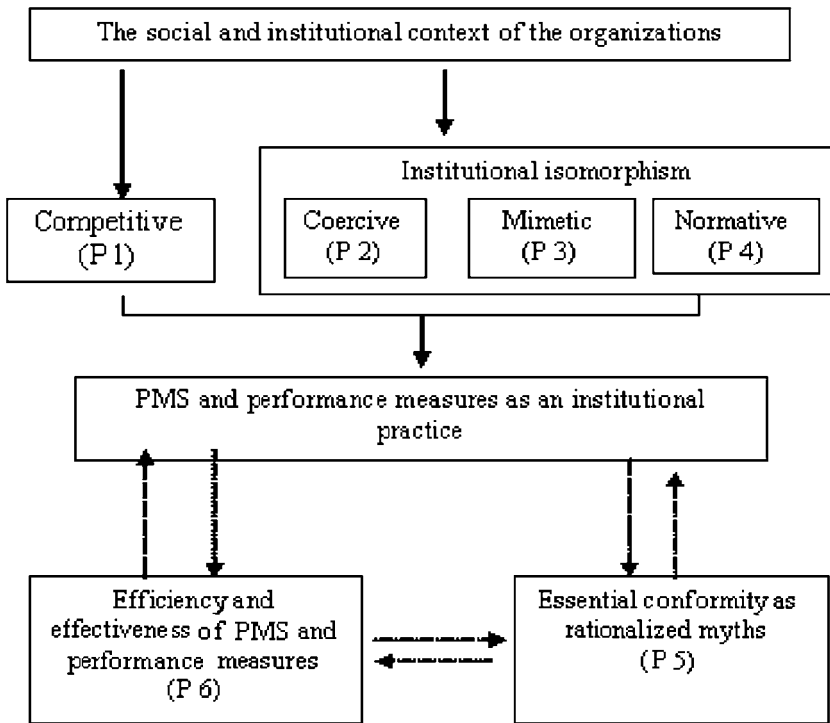 The social and institutional context of the organizations
Institutional isomorphism
Competitive
(P 1)
Coercive
(P 2)
Mimetic
(P 3)
Normative
(P 4)
PMS and performance measures as an institutional
practice
Efficiency and
effectiveness of PMS and
performance measures
(P 6)
Essential conformity as
rationalized myths
(P 5)